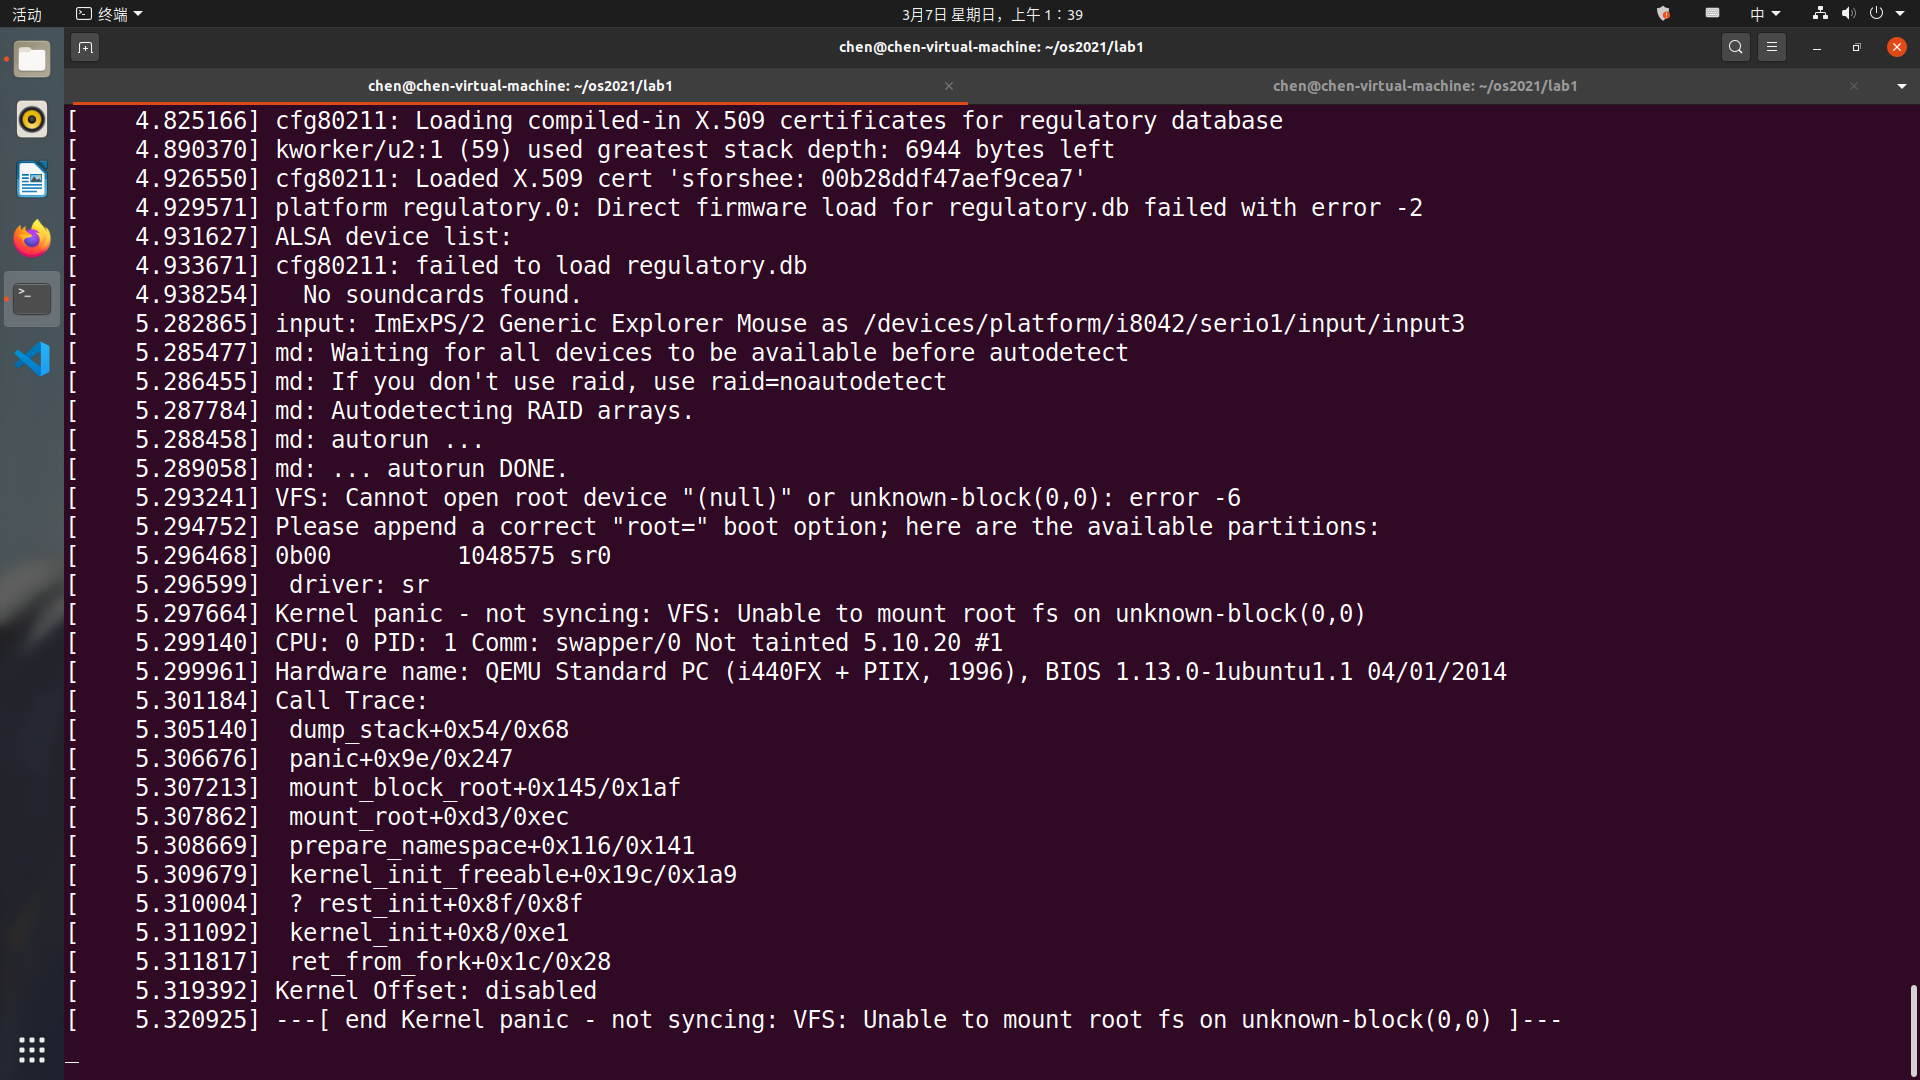 活动 终端 3月7日 星期日，上午 1：39 中
chen@chen-virtual-machine: ~/os2021/lab1
chen@chen-virtual-machine: ~/os2021/lab1 × chen@chen-virtual-machine: ~/os2021/lab1 ×
[    4.825166] cfg80211: Loading compiled-in X.509 certificates for regulatory database
[    4.890370] kworker/u2:1 (59) used greatest stack depth: 6944 bytes left
[    4.926550] cfg80211: Loaded X.509 cert 'sforshee: 00b28ddf47aef9cea7'
[    4.929571] platform regulatory.0: Direct firmware load for regulatory.db failed with error -2
[    4.931627] ALSA device list:
[    4.933671] cfg80211: failed to load regulatory.db
[    4.938254]   No soundcards found.
[    5.282865] input: ImExPS/2 Generic Explorer Mouse as /devices/platform/i8042/serio1/input/input3
[    5.285477] md: Waiting for all devices to be available before autodetect
[    5.286455] md: If you don't use raid, use raid=noautodetect
[    5.287784] md: Autodetecting RAID arrays.
[    5.288458] md: autorun ...
[    5.289058] md: ... autorun DONE.
[    5.293241] VFS: Cannot open root device "(null)" or unknown-block(0,0): error -6
[    5.294752] Please append a correct "root=" boot option; here are the available partitions:
[    5.296468] 0b00         1048575 sr0
[    5.296599]  driver: sr
[    5.297664] Kernel panic - not syncing: VFS: Unable to mount root fs on unknown-block(0,0)
[    5.299140] CPU: 0 PID: 1 Comm: swapper/0 Not tainted 5.10.20 #1
[    5.299961] Hardware name: QEMU Standard PC (i440FX + PIIX, 1996), BIOS 1.13.0-1ubuntu1.1 04/01/2014
[    5.301184] Call Trace:
[    5.305140]  dump_stack+0x54/0x68
[    5.306676]  panic+0x9e/0x247
[    5.307213]  mount_block_root+0x145/0x1af
[    5.307862]  mount_root+0xd3/0xec
[    5.308669]  prepare_namespace+0x116/0x141
[    5.309679]  kernel_init_freeable+0x19c/0x1a9
[    5.310004]  ? rest_init+0x8f/0x8f
[    5.311092]  kernel_init+0x8/0xe1
[    5.311817]  ret_from_fork+0x1c/0x28
[    5.319392] Kernel Offset: disabled
[    5.320925] ---[ end Kernel panic - not syncing: VFS: Unable to mount root fs on unknown-block(0,0) ]---